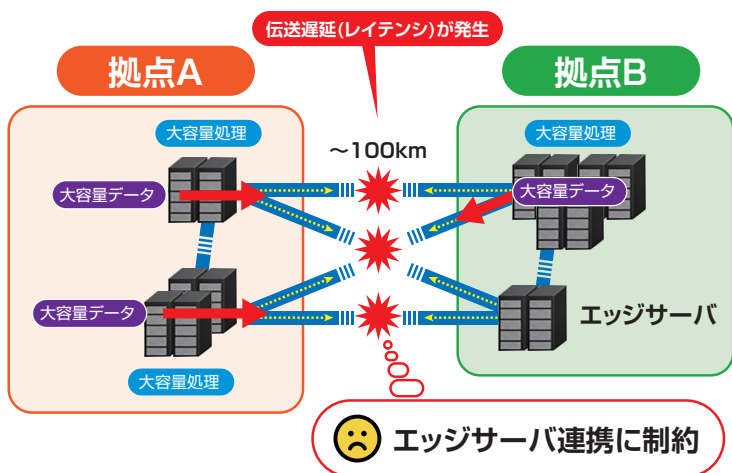 伝送遅延(レイテンシ)が発生
拠点A
拠点B
大容量処理
~100km
大容量処理
大容量データ
大容量データ
大容量データ
エッジサーバ
大容量処理
エッジサーバ連携に制約